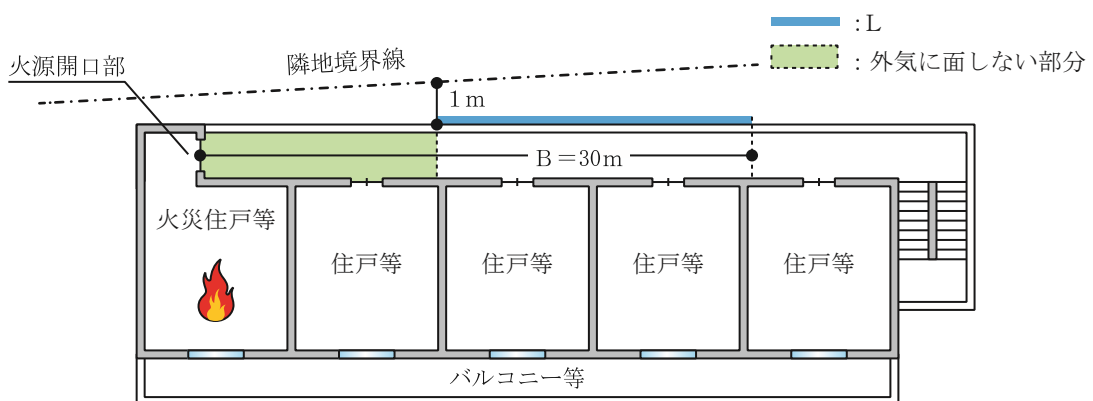 : L
: 外気に面しない部分
火源開口部
隣地境界線
1m
B＝30m
火災住戸等
住戸等
住戸等
住戸等
住戸等
バルコニー等